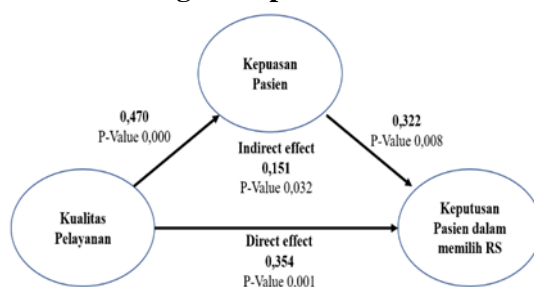 Kepuasan
Pasien
0,470
P-Value 0,000
0,322
P-Value 0,008
Indirect effect
0,151
P-Value 0,032
Kualitas
Pelayanan
Keputusan
Pasien dalam
memilih RS
Direct effect
0,354
P-Value 0.001